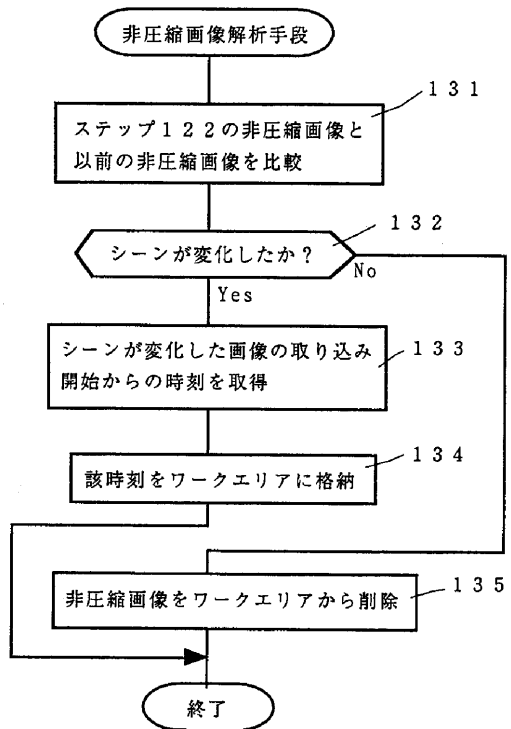 非圧縮画像解析手段
131
ステップ122の非圧縮画像と
以前の非圧縮画像を比較
132
シーンが変化したか?
No
Yes
シーンが変化した画像の取り込み
開始からの時刻を取得
133
134
該時刻をワークエリアに格納
非圧縮画像をワークエリアから削除
135
終了